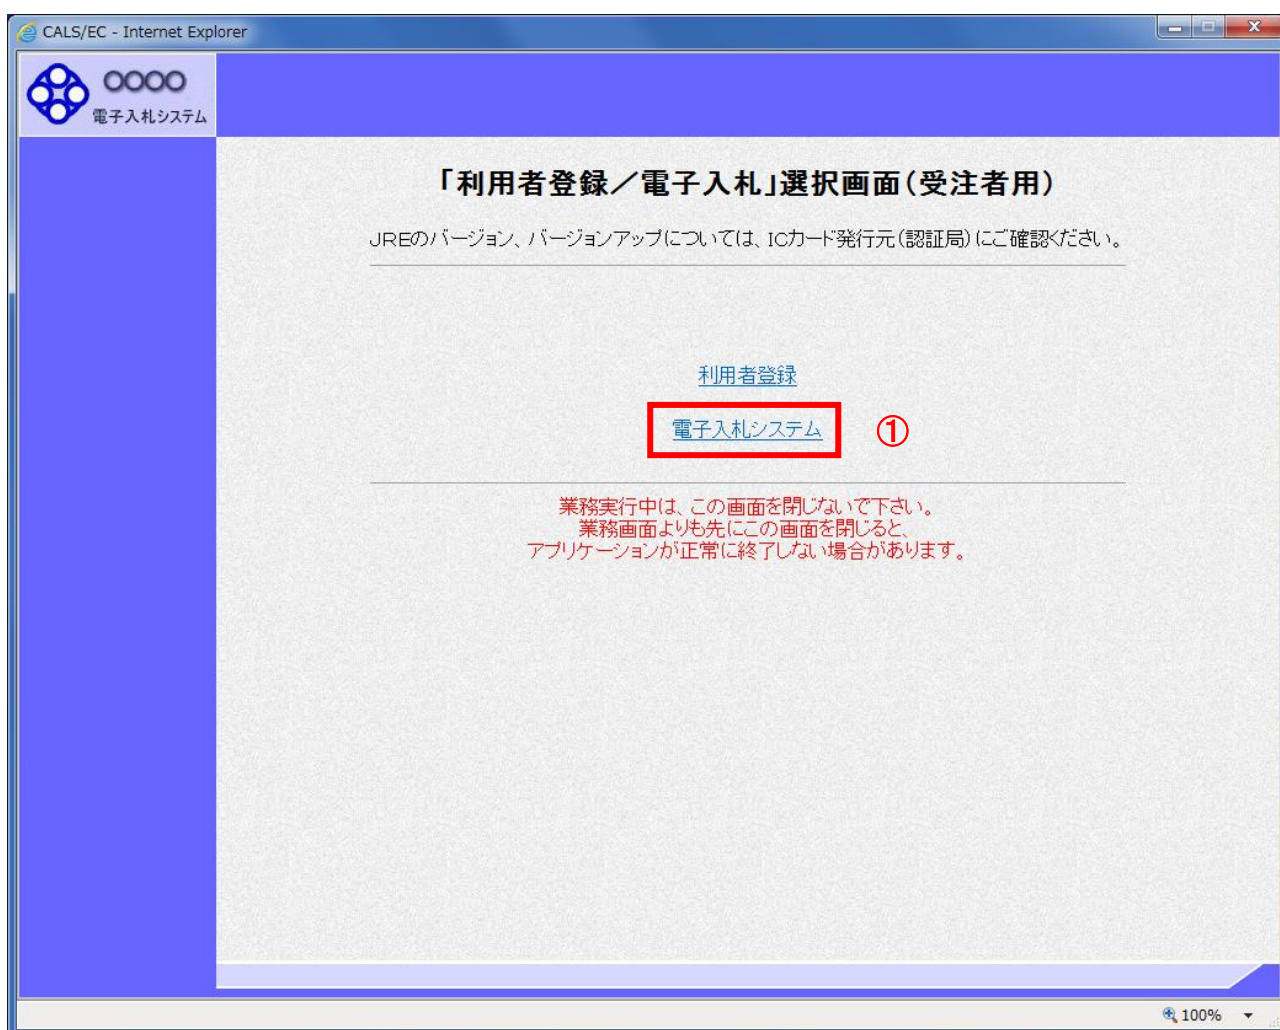 CALS/EC - Internet Explorer
○○○○
電子入札システム
「利用者登録／電子入札」選択画面（受注者用）
JREのバージョン、バージョンアップについては、ICカード発行元（認証局）にご確認ください。
利用者登録
電子入札システム ①
業務実行中は、この画面を閉じないで下さい。
業務画面よりも先にこの画面を閉じると、
アプリケーションが正常に終了しない場合があります。
100%